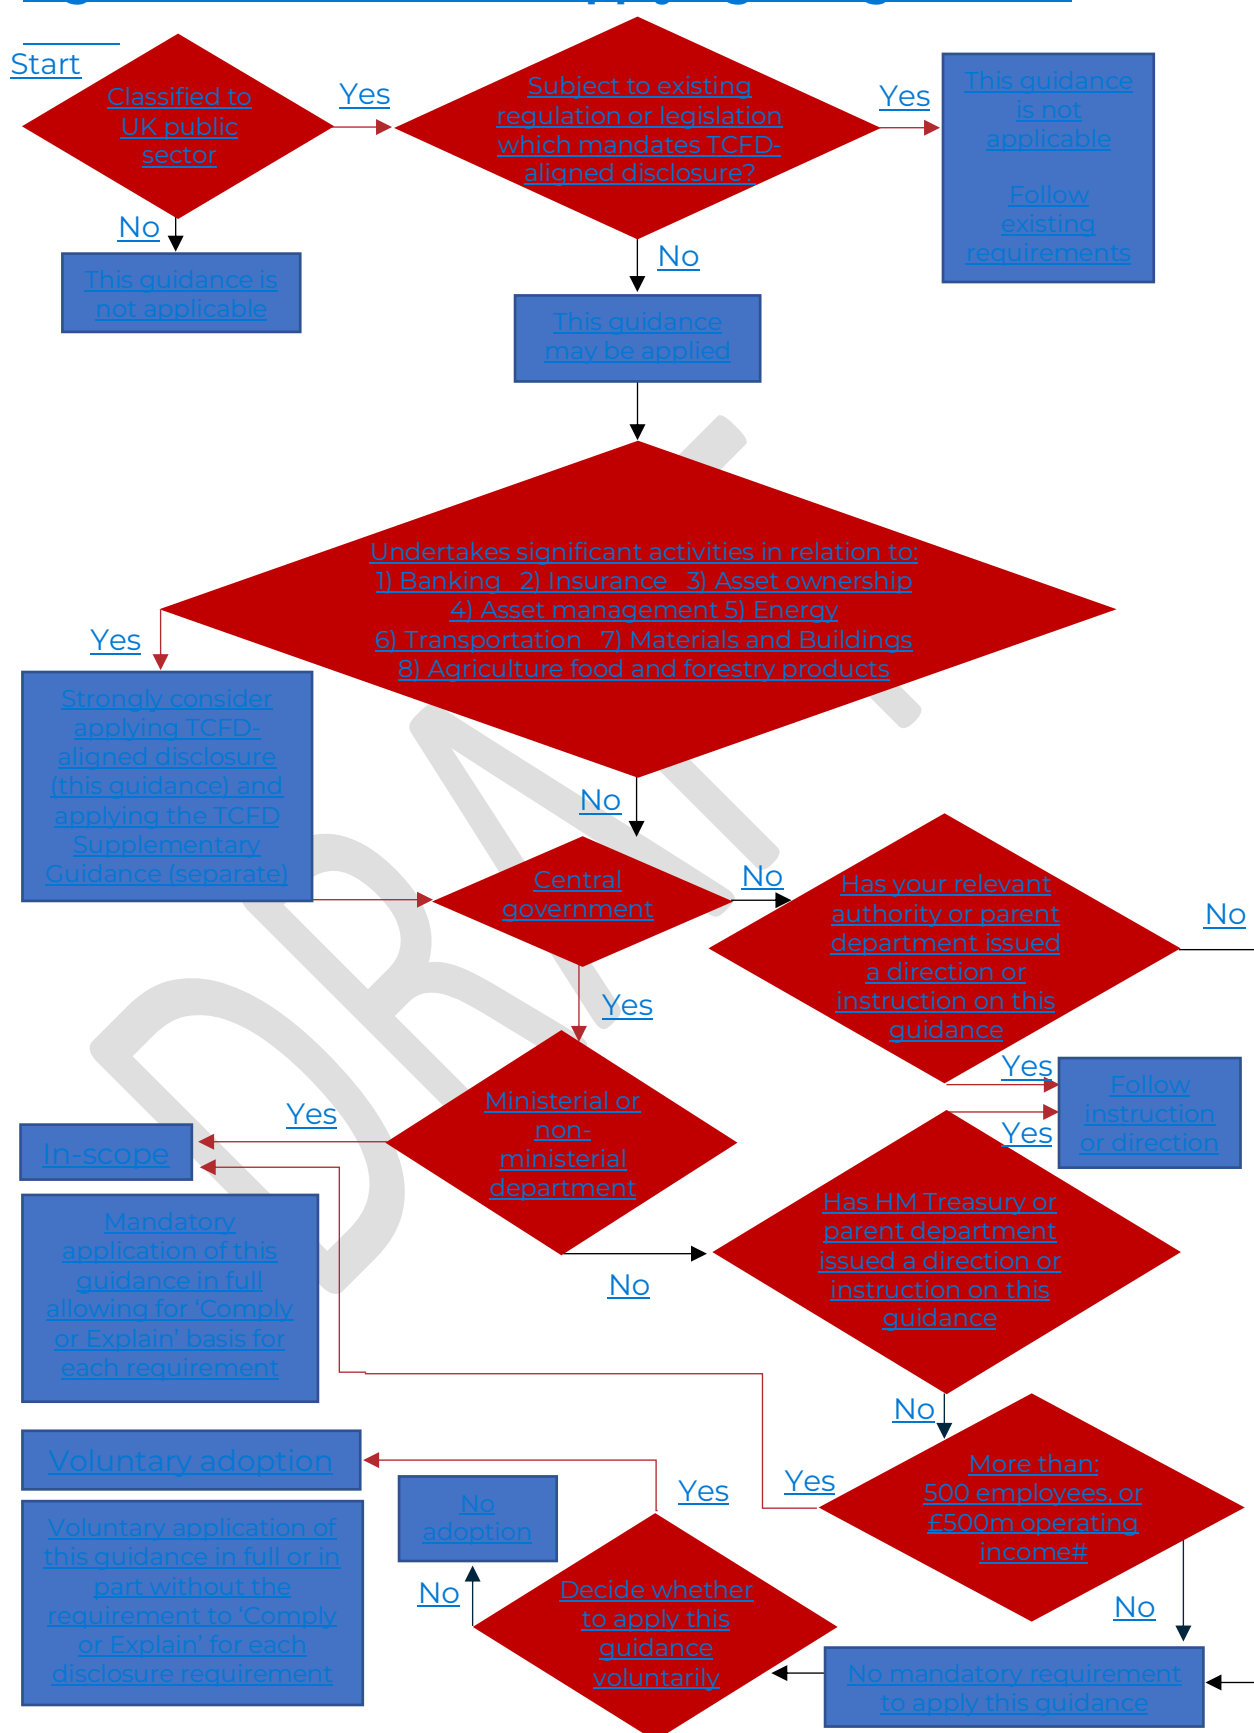 Start
Classified to
UK public
sector
Yes
Subject to existing
regulation or legislation
which mandates TCFD-
aligned disclosure?
Yes
This guidance
is not
applicable
Follow
existing
requirements
No
This guidance is
not applicable
No
This guidance
may be applied
Undertakes significant activities in relation to:
1) Banking 2) Insurance 3) Asset ownership
4) Asset management 5) Energy
6) Transportation 7) Materials and Buildings
8) Agriculture food and forestry products
Yes
Strongly consider
applying TCFD-
aligned disclosure
(this guidance) and
applying the TCFD
Supplementary
Guidance (separate)
No
Central
government
No
Has your relevant
authority or parent
department issued
a direction or
instruction on this
guidance
No
Yes
Yes
Follow
instruction
or direction
Yes
Ministerial or
non-
ministerial
department
Yes
In-scope
Mandatory
application of this
guidance in full
allowing for ‘Comply
or Explain’ basis for
each requirement
No
Has HM Treasury or
parent department
issued a direction or
instruction on this
guidance
No
More than:
500 employees, or
£500m operating
income#
Yes
No
Voluntary adoption
Voluntary application of
this guidance in full or in
part without the
requirement to ‘Comply
or Explain’ for each
disclosure requirement
No
adoption
No
Yes
Decide whether
to apply this
guidance
voluntarily
No mandatory requirement
to apply this guidance
DRAFT